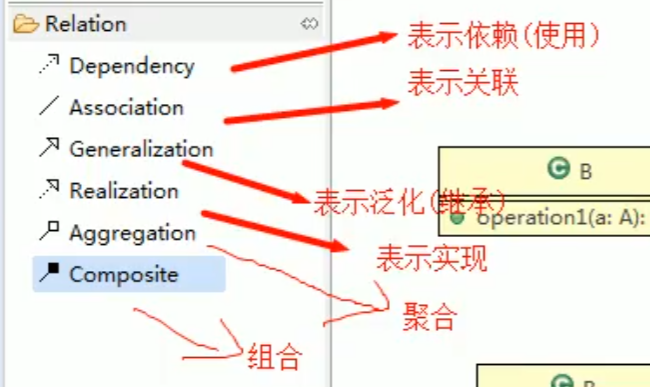 Relation
Dependency
表示依赖(使用)
Association
表示关联
Generalization
表示泛化(继承)
Realization
表示实现
Aggregation
聚合
Composite
组合
C B
operation1(a: A):
C B